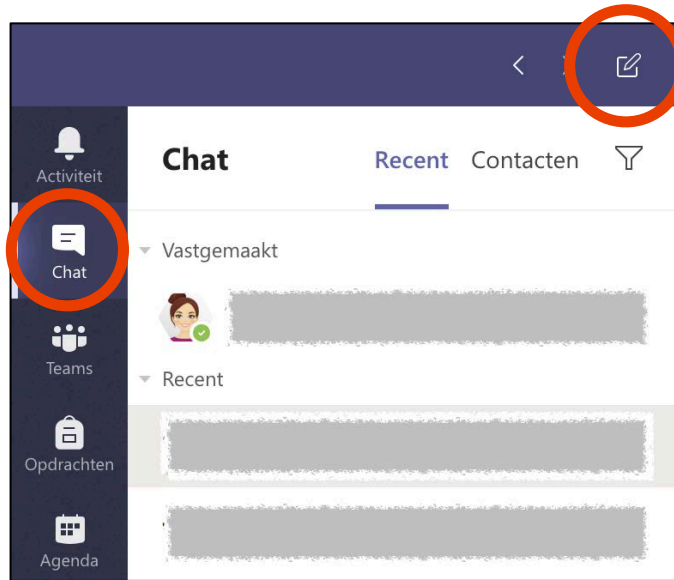 Activiteit
Chat
Recent
Contacten
Chat
Vastgemaakt
Teams
Recent
Opdrachten
Agenda